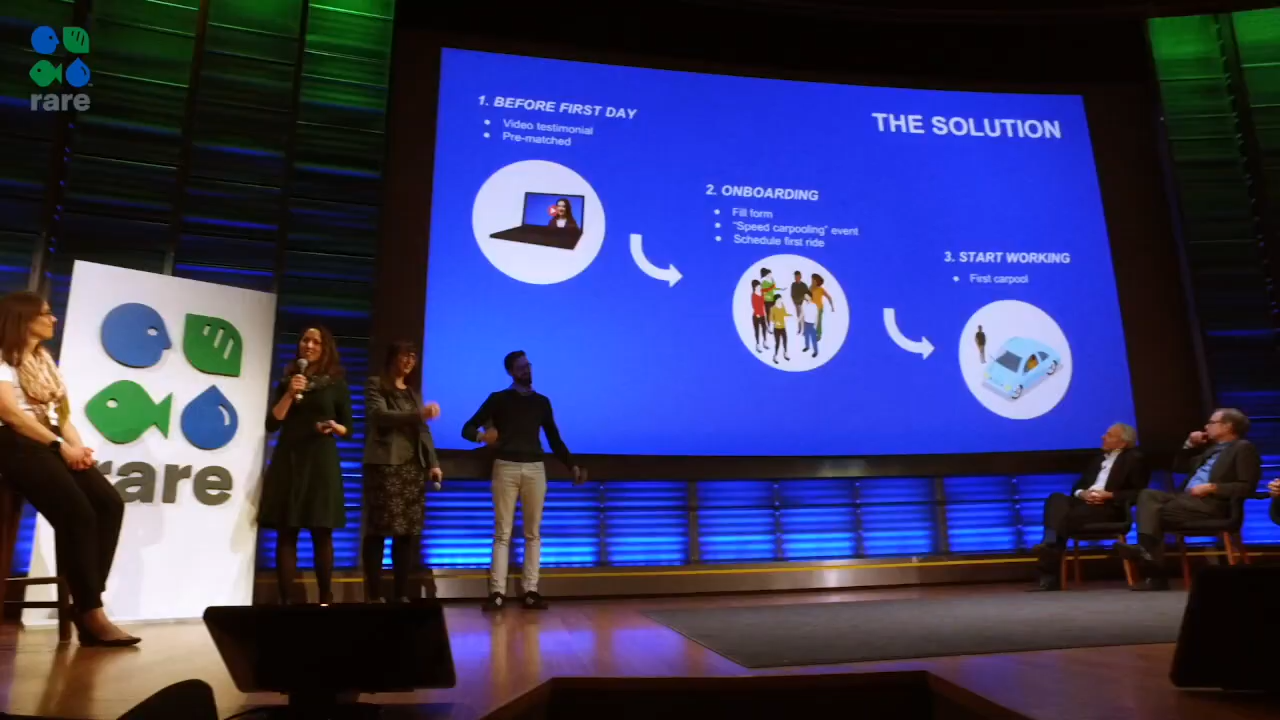 rare
THE SOLUTION
1. BEFORE FIRST DAY
● Video testimonial
● Pre-matched
2. ONBOARDING
● Fill form
● "Speed carpooling" event
● Schedule first ride
3. START WORKING
● First carpool
rare